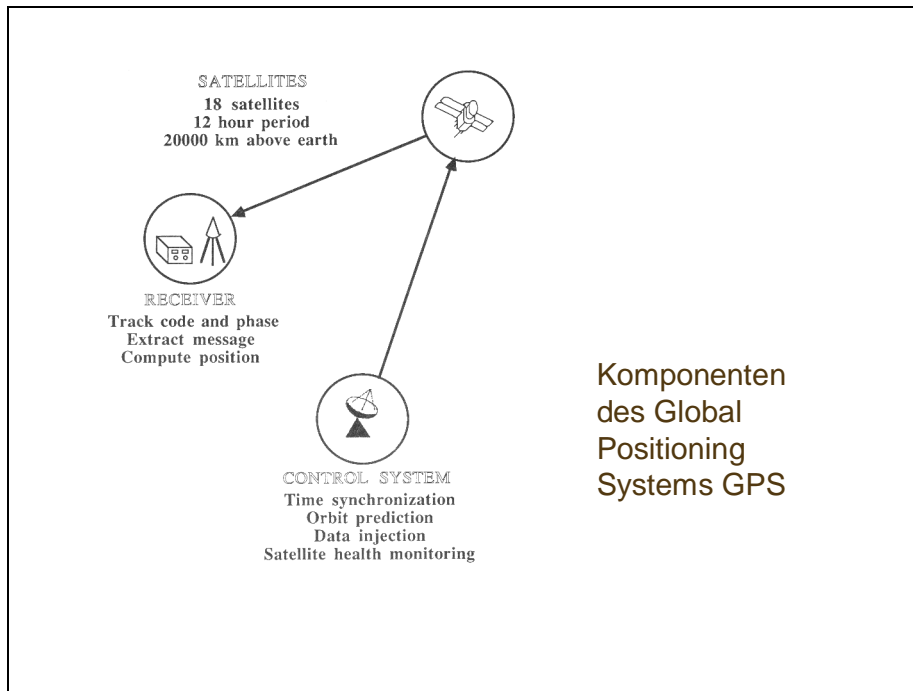 SATELLITES
18 satellites
12 hour period
20000 km above earth
RECEIVER
Track code and phase
Extract message
Compute position
CONTROL SYSTEM
Time synchronization
Orbit prediction
Data injection
Satellite health monitoring
Komponenten
des Global
Positioning
Systems GPS